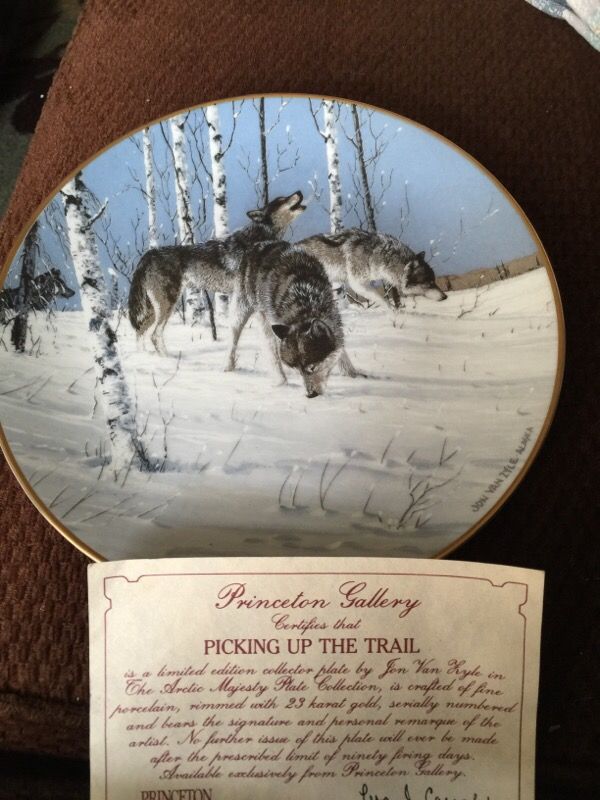 JON VAN ZYLE ALASKA
Princeton Gallery
Certifies that
PICKING UP THE TRAIL
is a limited edition collector plate by Jon Van Zyle in
The Arctic Majesty Plate Collection, is crafted of fine
porcelain, rimmed with 23 karat gold, serially numbered
and bears the signature and personal remarque of the
artist. No further issue of this plate will ever be made
after the prescribed limit of ninety firing days.
Available exclusively from Princeton Gallery.
PRINCETON